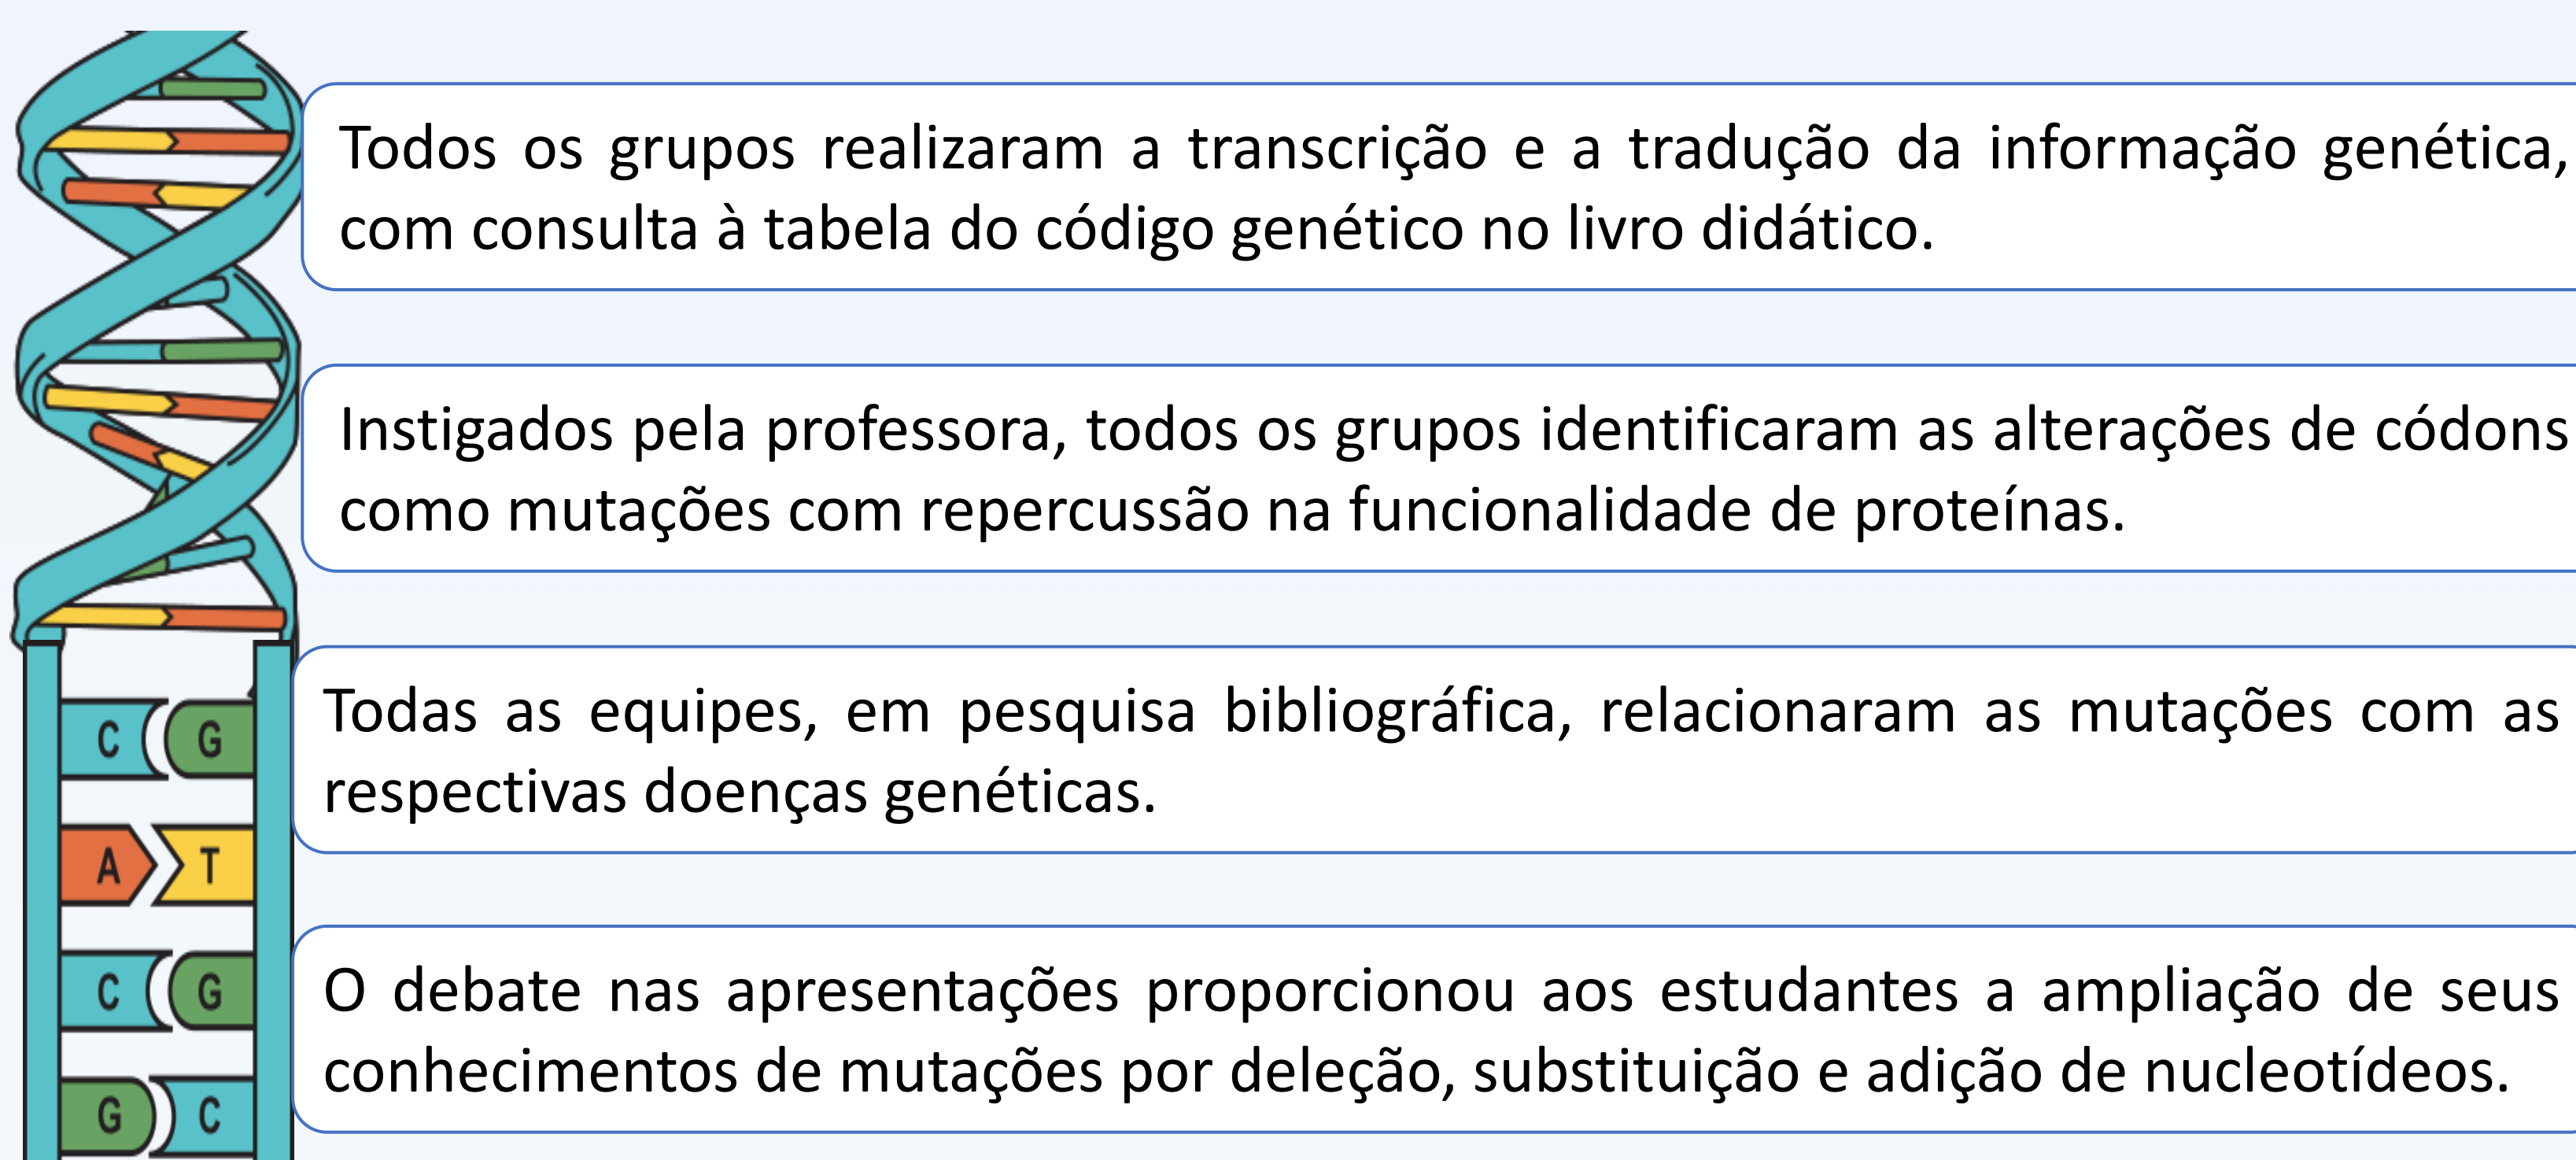 Todos os grupos realizaram a transcrição e a tradução da informação genética,
com consulta à tabela do código genético no livro didático.
Instigados pela professora, todos os grupos identificaram as alterações de códons
como mutações com repercussão na funcionalidade de proteínas.
Todas as equipes, em pesquisa bibliográfica, relacionaram as mutações com as
respectivas doenças genéticas.
O debate nas apresentações proporcionou aos estudantes a ampliação de seus
conhecimentos de mutações por deleção, substituição e adição de nucleotídeos.
C G
A T
C G
G C